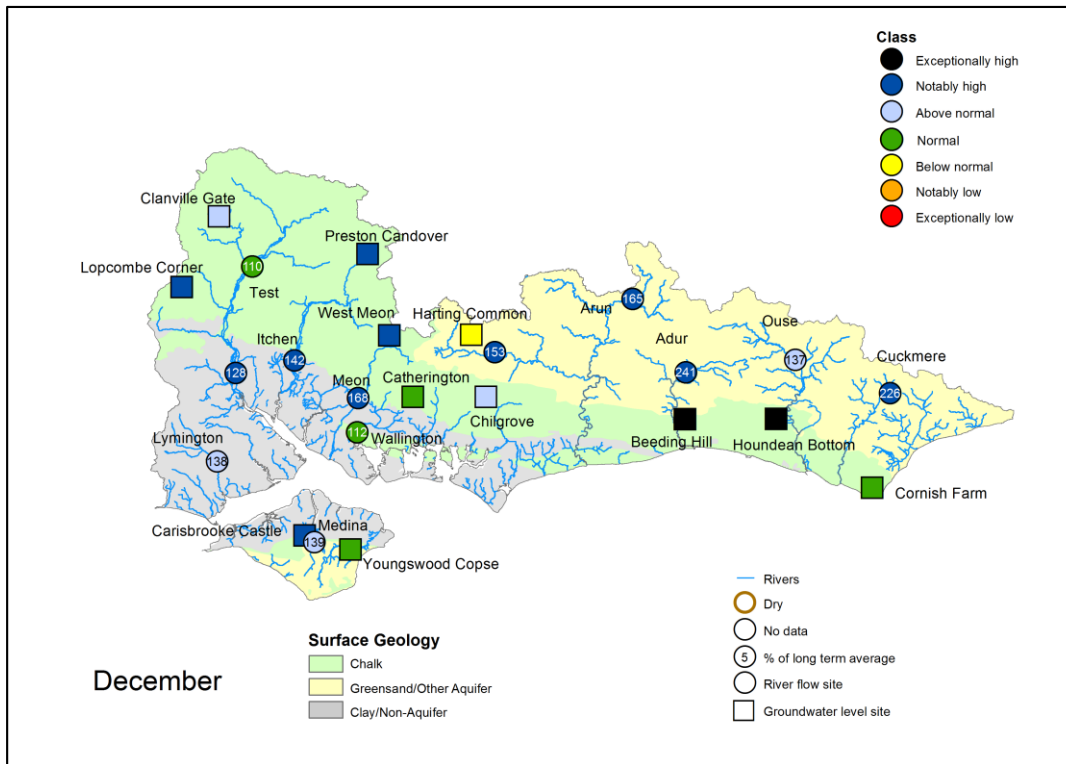 Class
Exceptionally high
Notably high
Above normal
Normal
Below normal
Notably low
Exceptionally low
Clanville Gate
Preston Candover
110
Lopcombe Corner
Test
165
West Meon
Harting Common
Arun
Ouse
Itchen
Adur
153
137
142
Cuckmere
128
241
Meon
Catherington
226
168
Chilgrove
112
Wallington
Beeding Hill
Houndean Bottom
Lymington
138
Cornish Farm
Carisbrooke Castle
Medina
139
Youngswood Copse
Rivers
Dry
No data
5
% of long term average
River flow site
Groundwater level site
Surface Geology
Chalk
Greensand/Other Aquifer
Clay/Non-Aquifer
December